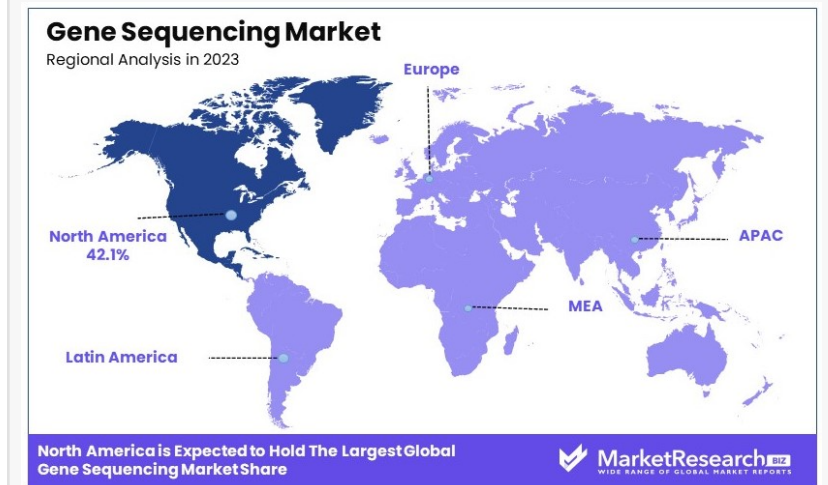 Gene Sequencing Market
Regional Analysis in 2023
Europe
North America
42.1%
APAC
MEA
Latin America
North America is Expected to Hold The Largest Global
Gene Sequencing Market Share
MarketResearch BIZ
WIDE RANGE OF GLOBAL MARKET REPORTS